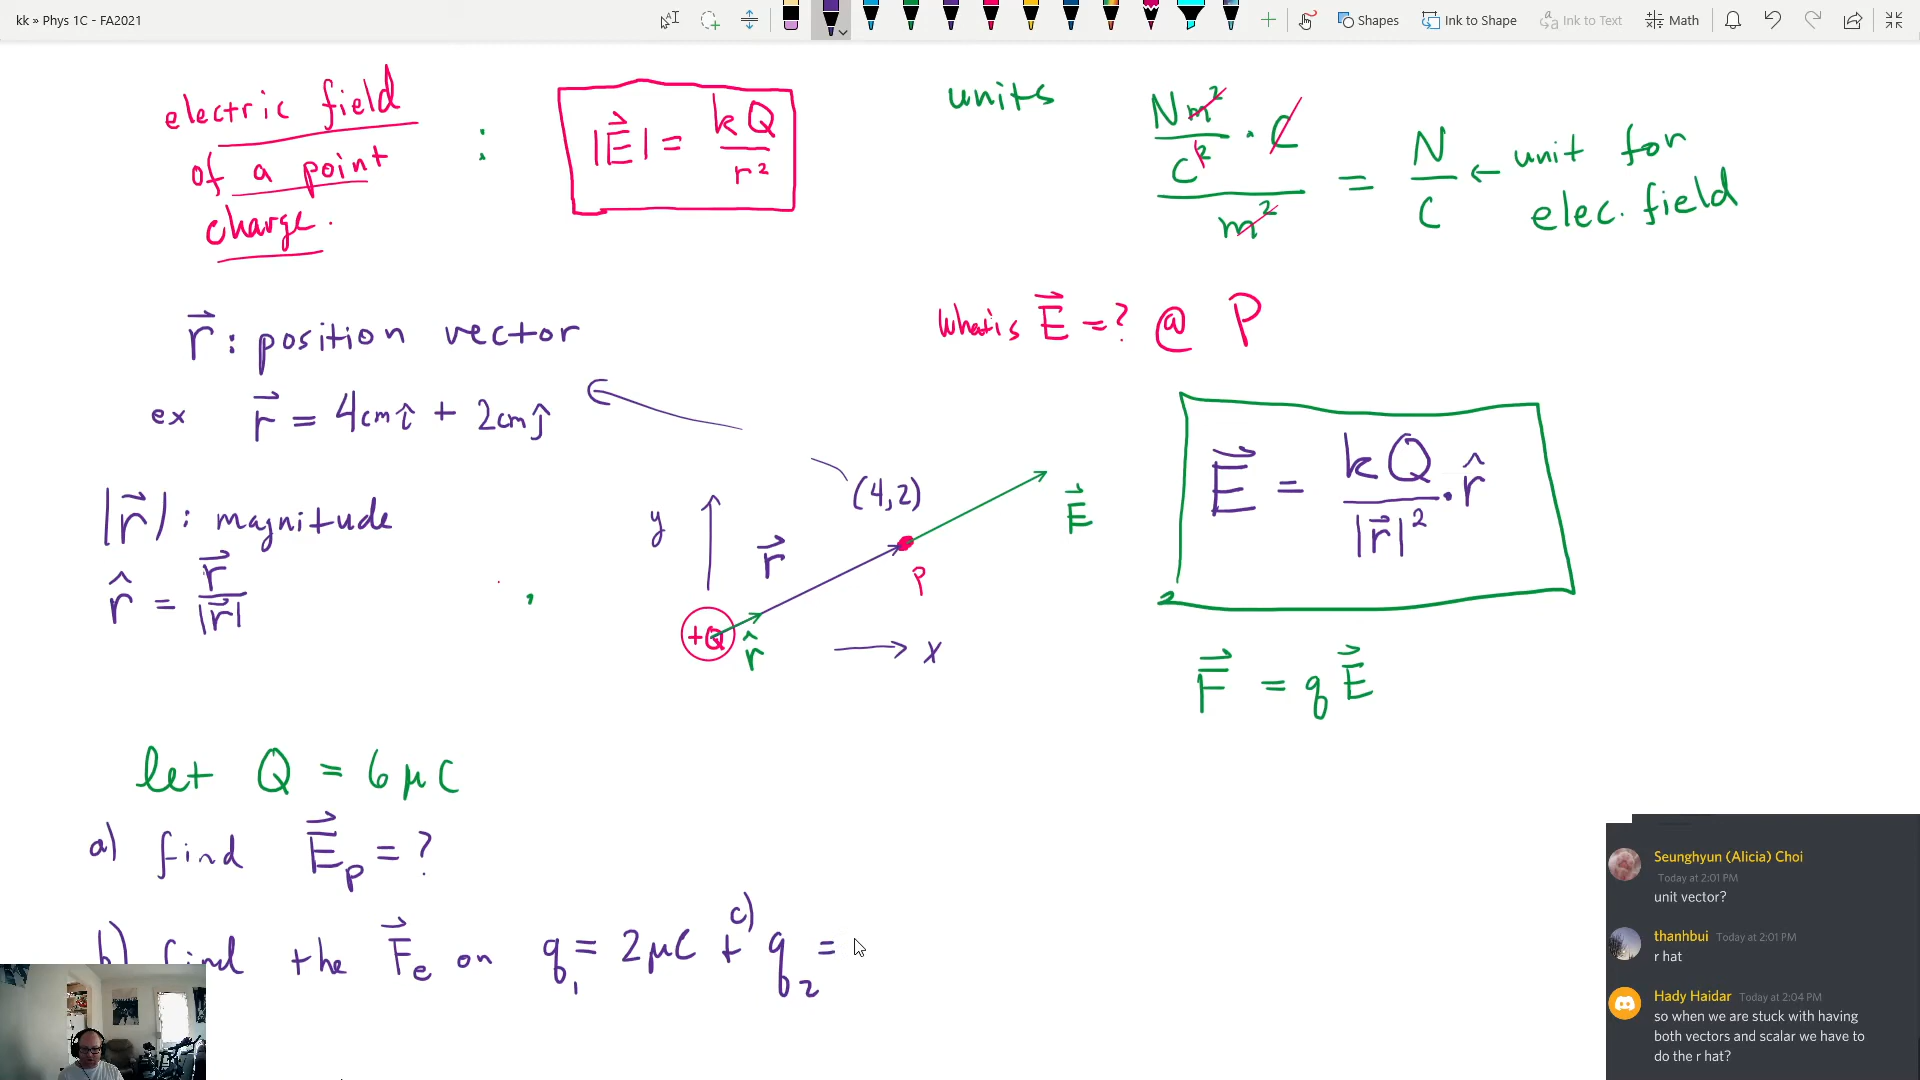 kk » Phys 1C - FA2021
Shapes
Ink to Shape
Ink to Text
Math
electric field
of a point
charge.
:
|E⃗| = kQ / r²
units
(Nm²/C² · C) / m² = N/C ← unit for
elec. field
r⃗ : position vector
ex r⃗ = 4cm î + 2cm ĵ
|r⃗| : magnitude
r̂ = r⃗ / |r⃗|
What is E⃗ = ? @ P
y
r⃗
(4,2)
E⃗
P
+Q
r̂
x
E⃗ = kQ / |r⃗|² · r̂
F⃗ = qE⃗
let Q = 6 μC
a) find E⃗ₚ = ?
b) find the F⃗e on q₁ = 2μC + c) q₂ =
Seunghyun (Alicia) Choi
Today at 2:01 PM
unit vector?
thanhbui Today at 2:01 PM
r hat
Hady Haidar Today at 2:04 PM
so when we are stuck with having
both vectors and scalar we have to
do the r hat?